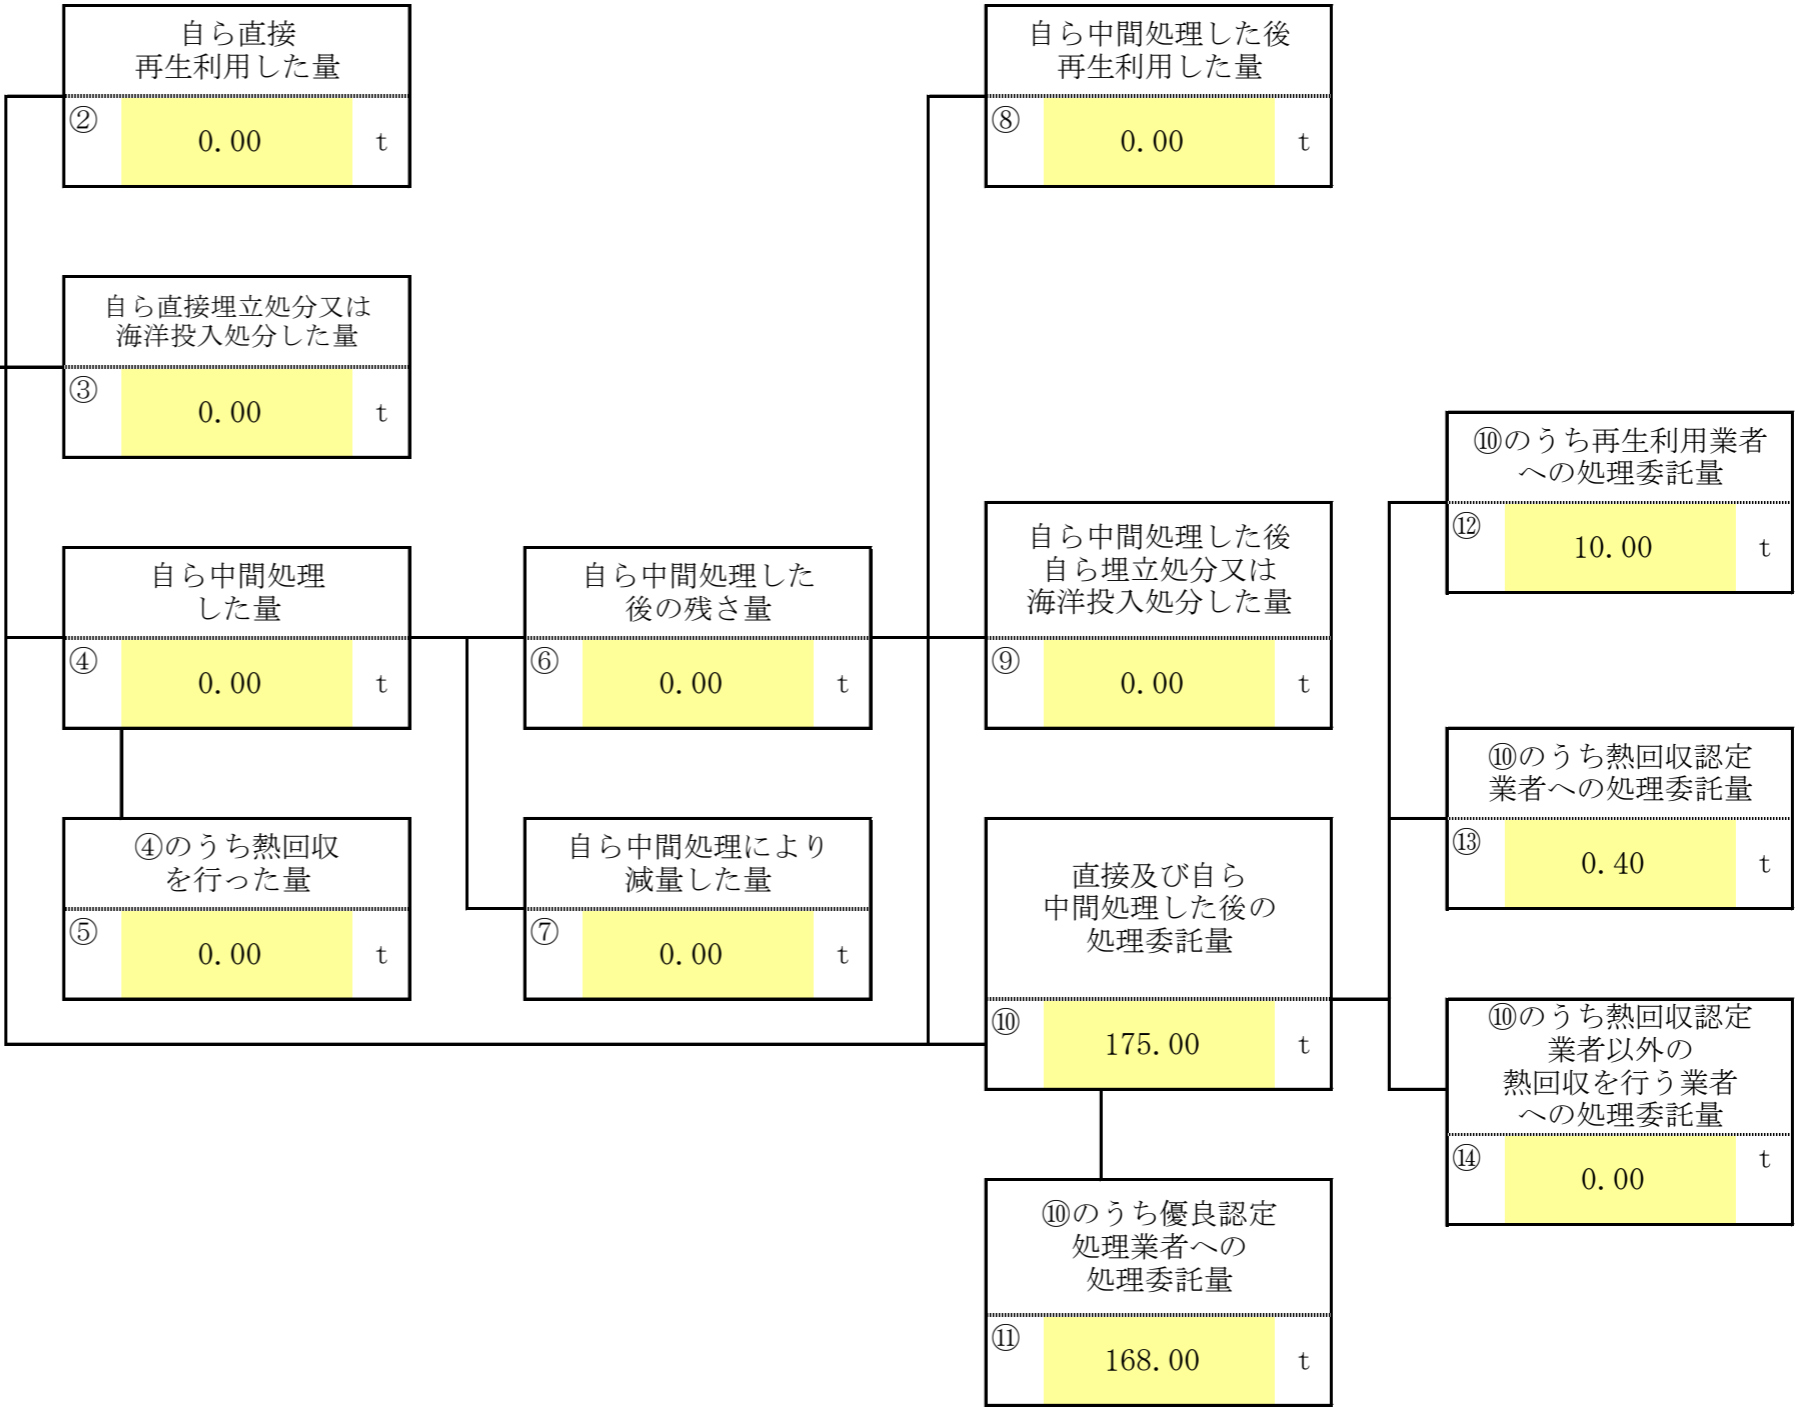 自ら直接
再生利用した量
② 0.00 t
自ら中間処理した後
再生利用した量
⑧ 0.00 t
自ら直接埋立処分又は
海洋投入処分した量
③ 0.00 t
⑩のうち再生利用業者
への処理委託量
⑫ 10.00 t
自ら中間処理
した量
④ 0.00 t
自ら中間処理した
後の残さ量
⑥ 0.00 t
自ら中間処理した後
自ら埋立処分又は
海洋投入処分した量
⑨ 0.00 t
⑩のうち熱回収認定
業者への処理委託量
⑬ 0.40 t
④のうち熱回収
を行った量
⑤ 0.00 t
自ら中間処理により
減量した量
⑦ 0.00 t
直接及び自ら
中間処理した後の
処理委託量
⑩ 175.00 t
⑩のうち熱回収認定
業者以外の
熱回収を行う業者
への処理委託量
⑭ 0.00 t
⑩のうち優良認定
処理業者への
処理委託量
⑪ 168.00 t